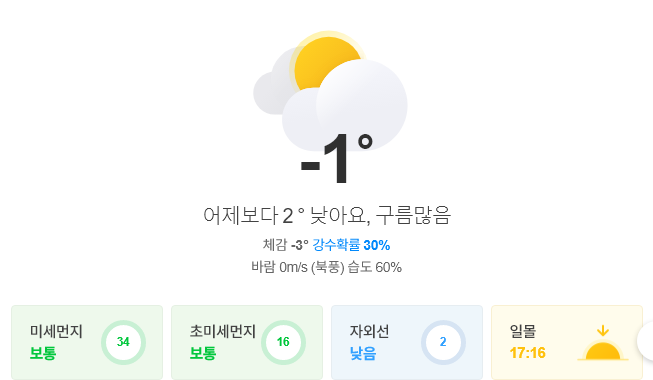 -1°
어제보다 2 ° 낮아요, 구름많음
체감 -3° 강수확률 30%
바람 0m/s (북풍) 습도 60%
미세먼지
보통
34
초미세먼지
보통
16
자외선
낮음
2
일몰
17:16